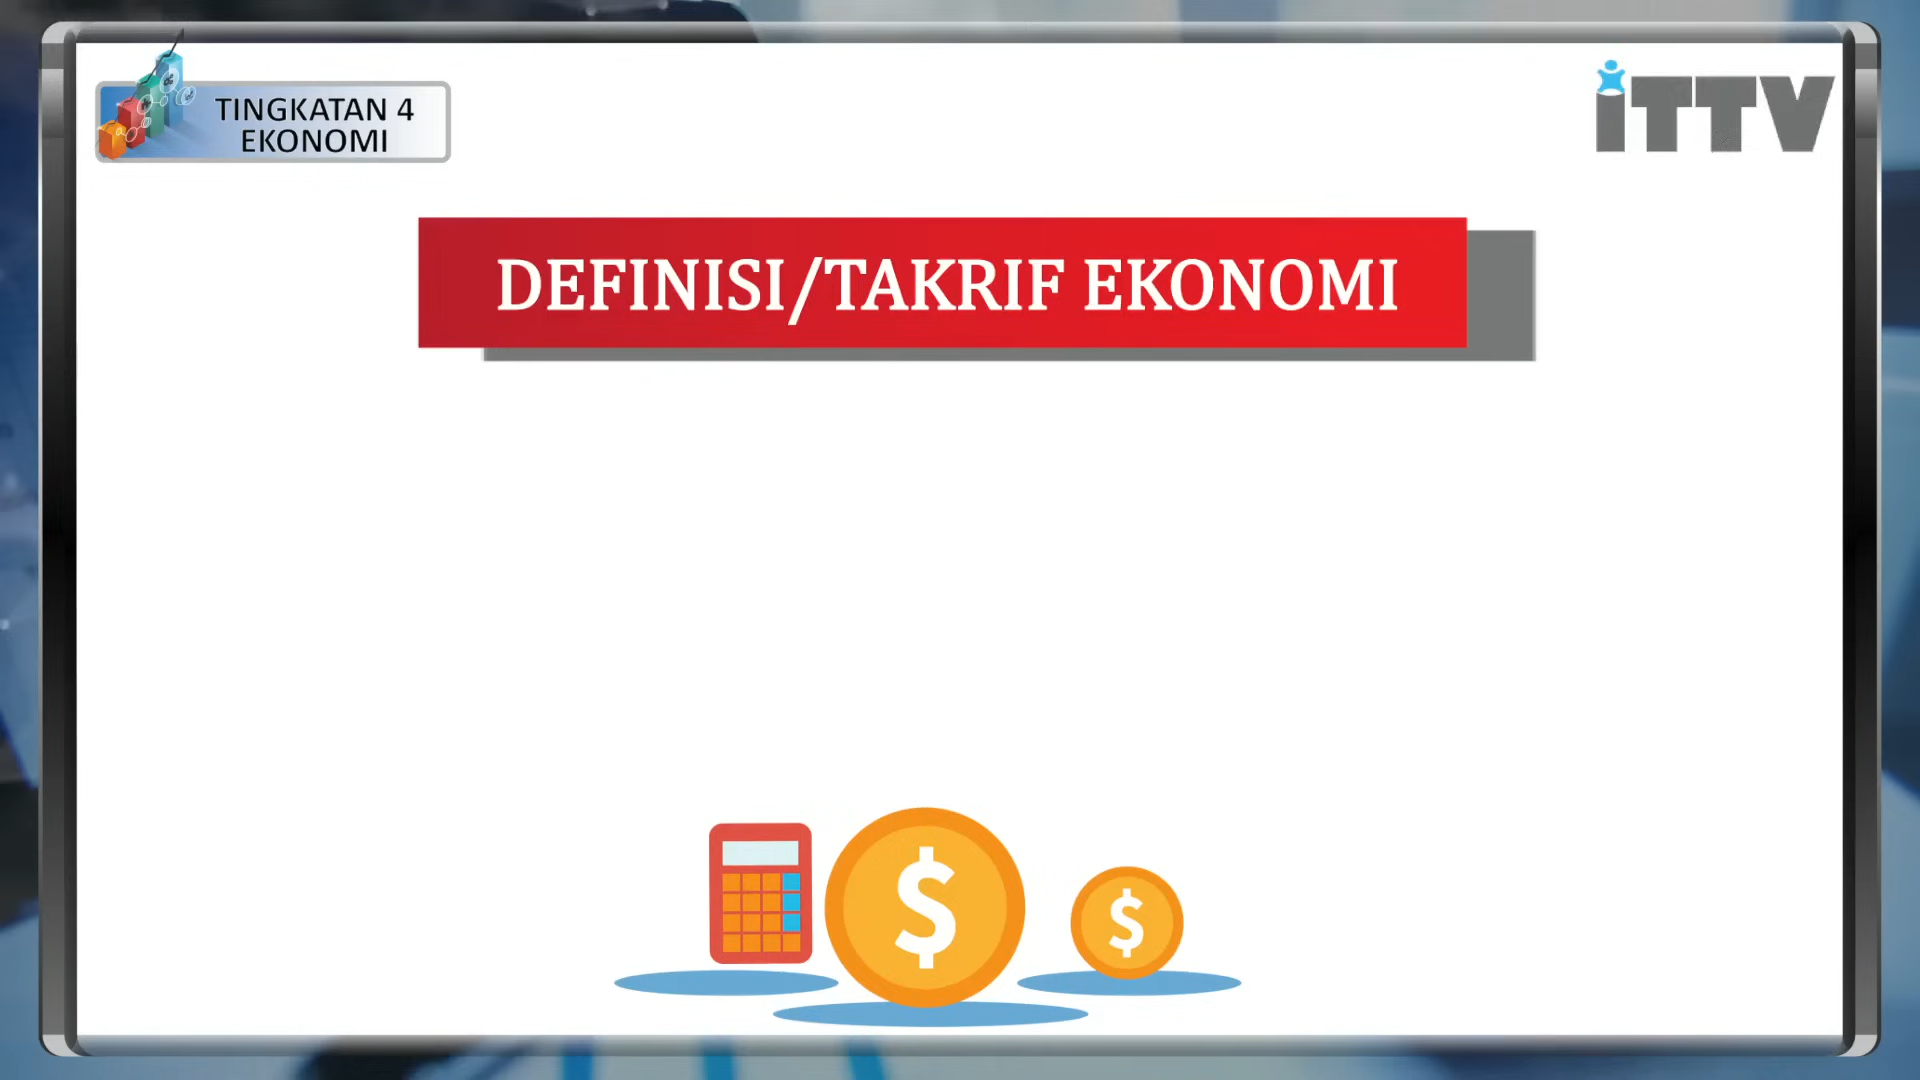 TINGKATAN 4
EKONOMI
iTTV
DEFINISI/TAKRIF EKONOMI
$
$